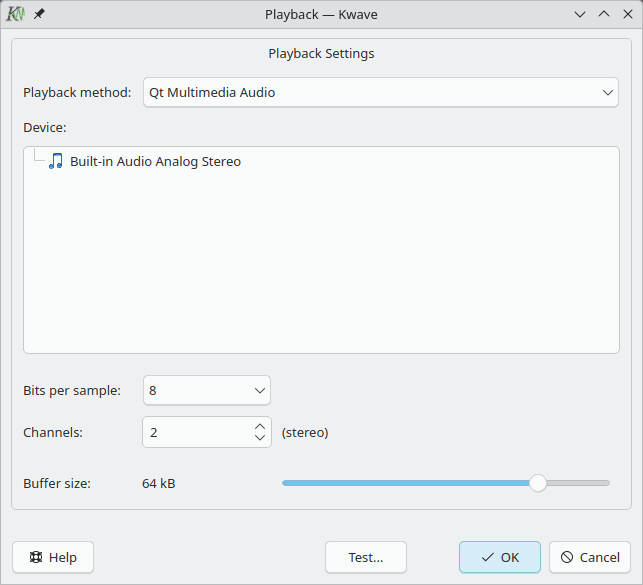 Playback — Kwave
Playback Settings
Playback method: Qt Multimedia Audio
Device:
Built-in Audio Analog Stereo
Bits per sample: 8
Channels: 2 (stereo)
Buffer size: 64 kB
Help Test... OK Cancel